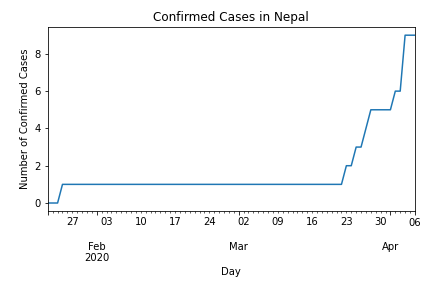 Confirmed Cases in Nepal
Number of Confirmed Cases
8
6
4
2
0
27 03 10 17 24 02 09 16 23 30 06
Feb Mar Apr
2020
Day